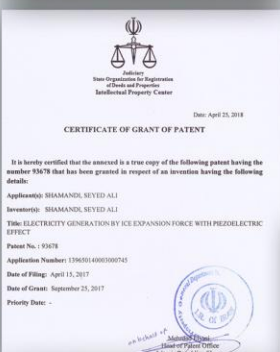 Judiciary
State Organization for Registration
of Deeds and Properties
Intellectual Property Center
Date: April 25, 2018
CERTIFICATE OF GRANT OF PATENT
It is hereby certified that the annexed is a true copy of the following patent having the
number 93678 that has been granted in respect of an invention having the following
details:
Applicant(s): SHAMANDI, SEYED ALI
Inventor(s): SHAMANDI, SEYED ALI
Title: ELECTRICITY GENERATION BY ICE EXPANSION FORCE WITH PIEZOELECTRIC
EFFECT
Patent No. : 93678
Application Number: 139650140003000745
Date of Filing: April 15, 2017
Date of Grant: September 25, 2017
Priority Date: -
on behalf of
Head of Patent Office